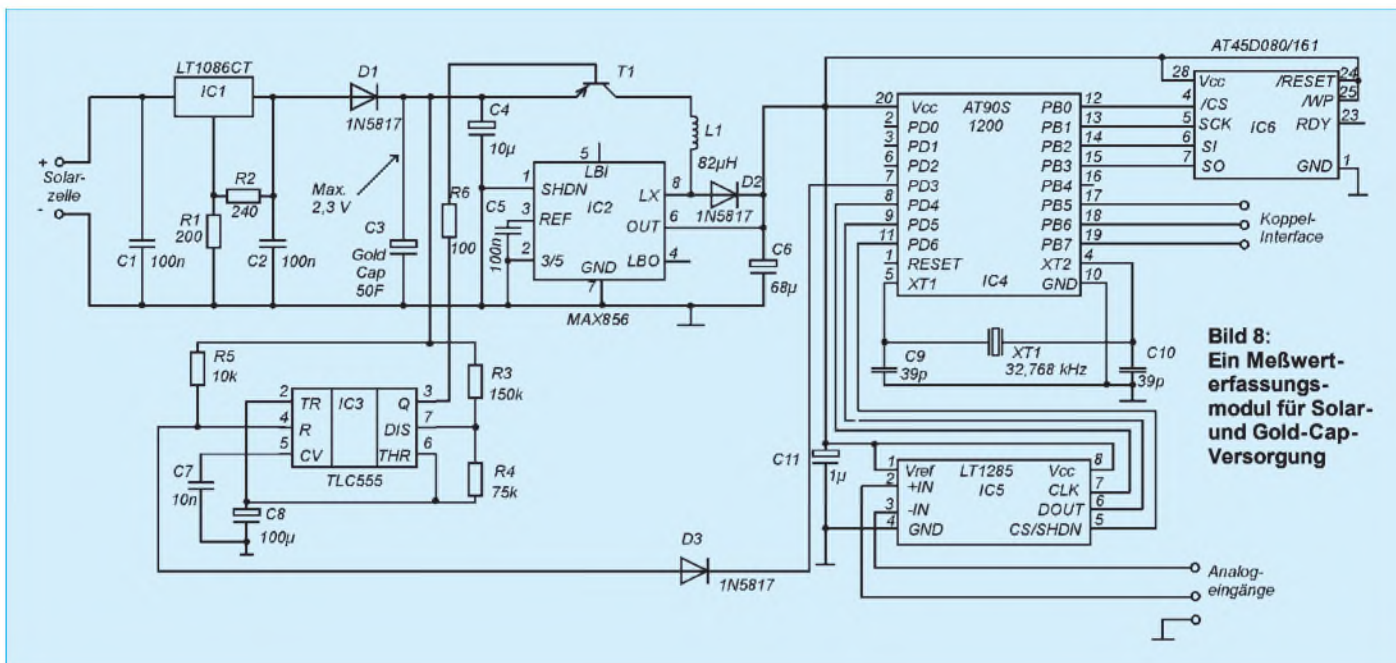 LT1086CT
IC1
D1
1N5817
T1
+
Solar-
zelle
-
R2
240
R1
200
C1
100n
C2
100n
Max.
2,3 V
C3
Gold
Cap
50F
C4
10µ
R6
100
C5
100n
5
LBI
1
SHDN
3
REF
2
3/5
IC2
LX
8
OUT
6
LBO
4
GND
7
MAX856
L1
82µH
D2
1N5817
C6
68µ
R5
10k
2
TR
4
R
5
CV
IC3
Q
3
DIS
7
THR
6
TLC555
R3
150k
R4
75k
C7
10n
C8
100µ
D3
1N5817
AT90S
1200
20
Vcc
2
PD0
3
PD1
6
PD2
7
PD3
8
PD4
9
PD5
11
PD6
1
RESET
5
XT1
PB0
12
PB1
13
PB2
14
PB3
15
PB4
16
PB5
17
PB6
18
PB7
19
XT2
4
GND
10
IC4
Koppel-
Interface
AT45D080/161
28
Vcc
4
/CS
5
SCK
6
SI
7
SO
IC6
/RESET
24
/WP
25
RDY
23
GND
1
C9
39p
XT1
32,768 kHz
C10
39p
C11
1µ
1
Vref
2
+IN
3
-IN
4
GND
LT1285
IC5
Vcc
8
CLK
7
DOUT
6
CS/SHDN
5
Analog-
eingänge
Bild 8:
Ein Meßwert-
erfassungs-
modul für Solar-
und Gold-Cap-
Versorgung